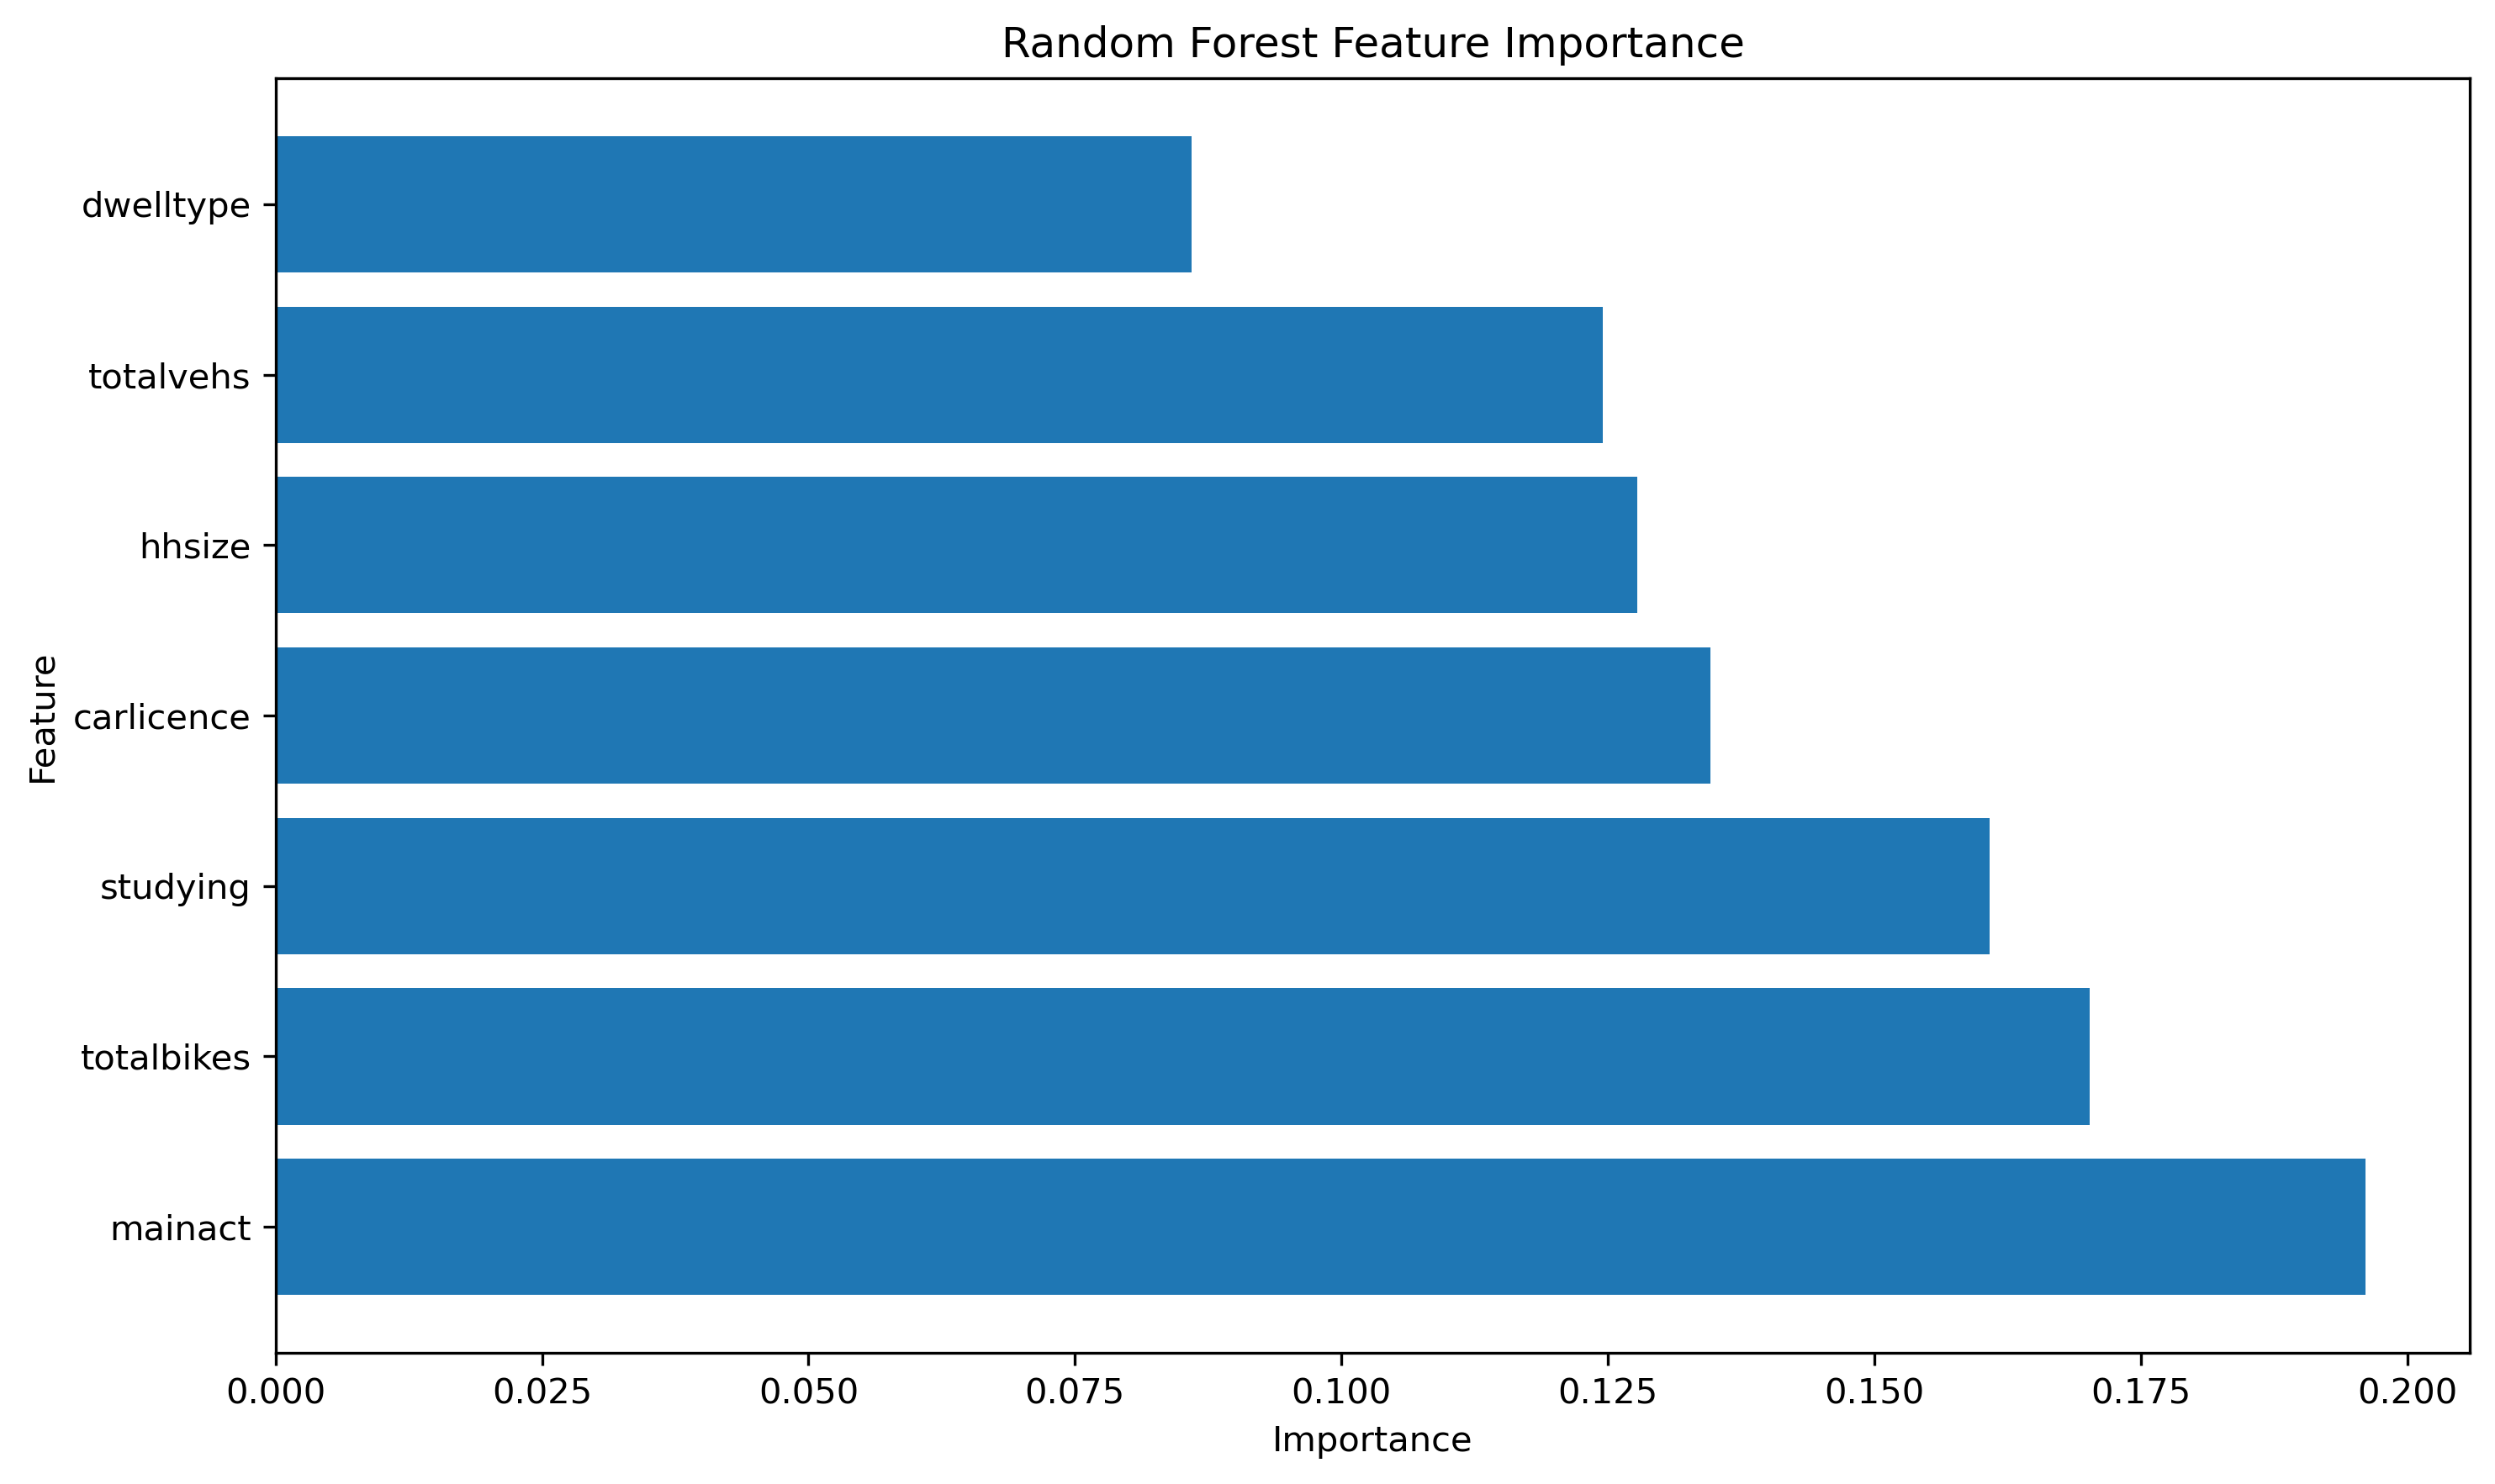 Random Forest Feature Importance
dwelltype
totalvehs
hhsize
carlicence
studying
totalbikes
mainact
Feature
0.000 0.025 0.050 0.075 0.100 0.125 0.150 0.175 0.200
Importance